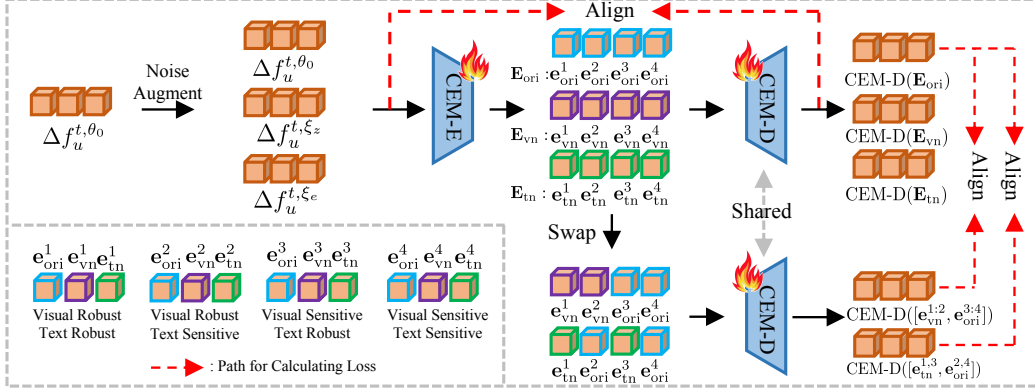 Align
Noise
Augment
Δf_u^{t,θ_0}
Δf_u^{t,θ_0}
Δf_u^{t,ξ_z}
Δf_u^{t,ξ_e}
CEM-E
E_ori : e_ori^1 e_ori^2 e_ori^3 e_ori^4
E_vn : e_vn^1 e_vn^2 e_vn^3 e_vn^4
E_tn : e_tn^1 e_tn^2 e_tn^3 e_tn^4
CEM-D
CEM-D(E_ori)
CEM-D(E_vn)
CEM-D(E_tn)
Align
Align
Swap
Shared
e_vn^1 e_vn^2 e_ori^3 e_ori^4
e_tn^1 e_ori^2 e_tn^3 e_ori^4
CEM-D
CEM-D([e_vn^{1:2}, e_ori^{3:4}])
CEM-D([e_tn^{1,3}, e_ori^{2,4}])
e_ori^1 e_vn^1 e_tn^1
Visual Robust
Text Robust
e_ori^2 e_vn^2 e_tn^2
Visual Robust
Text Sensitive
e_ori^3 e_vn^3 e_tn^3
Visual Sensitive
Text Robust
e_ori^4 e_vn^4 e_tn^4
Visual Sensitive
Text Sensitive
: Path for Calculating Loss